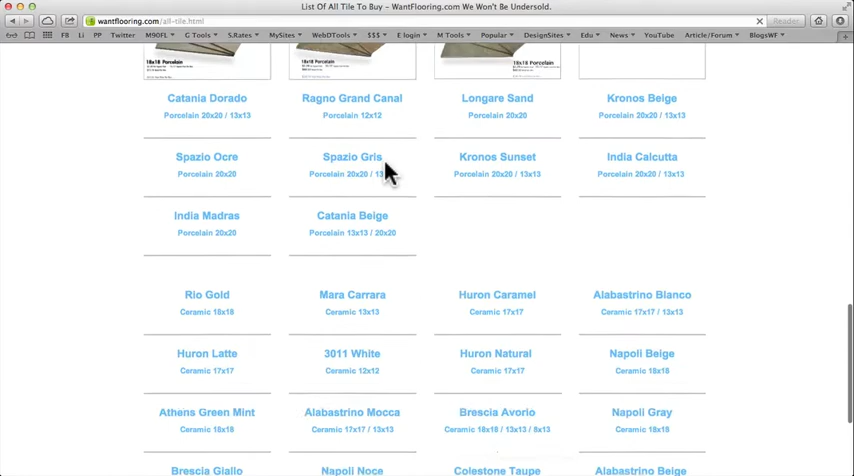 List Of All Tile To Buy - WantFlooring.com We Won't Be Undersold.
wantflooring.com/all-tile.html
Reader
FB Li PP Twitter M90FL G Tools S.Rates MySites WebDTools $$$ E login M Tools Popular DesignSites Edu News YouTube Article/Forum BlogsWF
18x18 Porcelain 18x18 Porcelain 18x18 Porcelain
Catania Dorado Ragno Grand Canal Longare Sand Kronos Beige
Porcelain 20x20 / 13x13 Porcelain 12x12 Porcelain 20x20 Porcelain 20x20 / 13x13
Spazio Ocre Spazio Gris Kronos Sunset India Calcutta
Porcelain 20x20 Porcelain 20x20 / 13 Porcelain 20x20 / 13x13 Porcelain 20x20 / 13x13
India Madras Catania Beige
Porcelain 20x20 Porcelain 13x13 / 20x20
Rio Gold Mara Carrara Huron Caramel Alabastrino Blanco
Ceramic 18x18 Ceramic 13x13 Ceramic 17x17 Ceramic 17x17 / 13x13
Huron Latte 3011 White Huron Natural Napoli Beige
Ceramic 17x17 Ceramic 12x12 Ceramic 17x17 Ceramic 18x18
Athens Green Mint Alabastrino Mocca Brescia Avorio Napoli Gray
Ceramic 18x18 Ceramic 17x17 / 13x13 Ceramic 18x18 / 13x13 / 8x13 Ceramic 18x18
Brescia Giallo Napoli Noce Colestone Taupe Alabastrino Beige